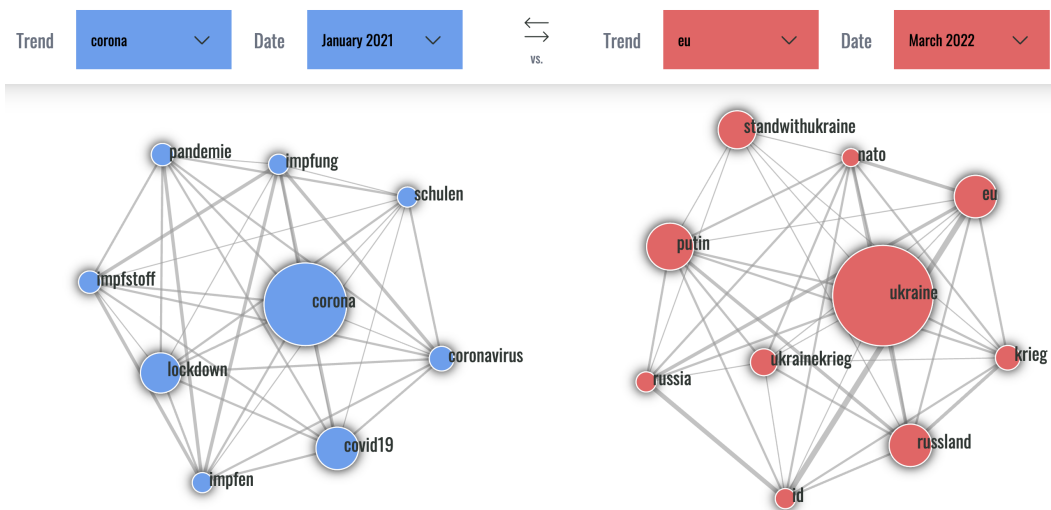 Trend corona Date January 2021 vs. Trend eu Date March 2022
pandemie
impfung
schulen
impfstoff
corona
lockdown
coronavirus
covid19
impfen
standwithukraine
nato
eu
putin
ukraine
ukrainekrieg
krieg
russia
russland
id